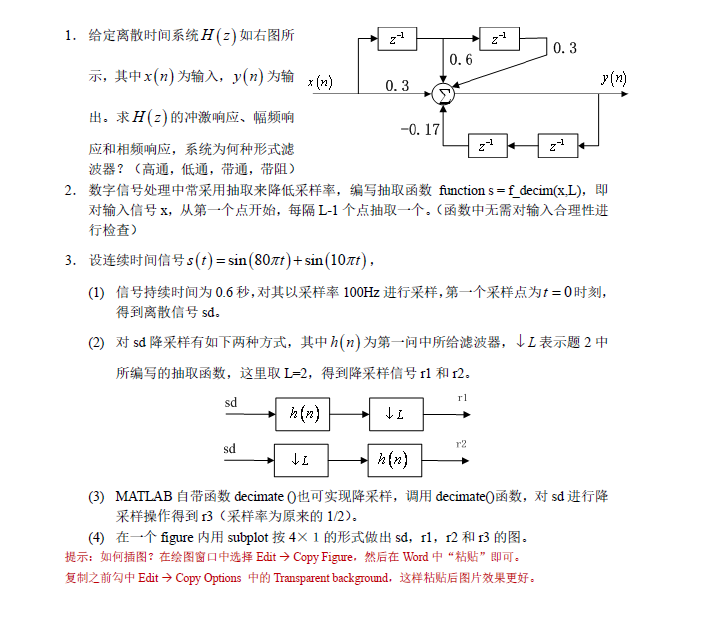 1. 给定离散时间系统H(z)如右图所
示，其中x(n)为输入，y(n)为输
出。求H(z)的冲激响应、幅频响
应和相频响应，系统为何种形式滤
波器？（高通，低通，带通，带阻）
z⁻¹
z⁻¹
0.3
0.6
x(n)
0.3
Σ
y(n)
-0.17
z⁻¹
z⁻¹
2. 数字信号处理中常采用抽取来降低采样率，编写抽取函数 function s = f_decim(x,L)，即
对输入信号 x，从第一个点开始，每隔 L-1 个点抽取一个。（函数中无需对输入合理性进
行检查）
3. 设连续时间信号s(t)=sin(80πt)+sin(10πt)，
(1) 信号持续时间为 0.6 秒，对其以采样率 100Hz 进行采样，第一个采样点为t=0时刻，
得到离散信号 sd。
(2) 对 sd 降采样有如下两种方式，其中h(n)为第一问中所给滤波器，↓L表示题 2 中
所编写的抽取函数，这里取 L=2，得到降采样信号 r1 和 r2。
sd
h(n)
↓L
r1
sd
↓L
h(n)
r2
(3) MATLAB 自带函数 decimate ()也可实现降采样，调用 decimate()函数，对 sd 进行降
采样操作得到 r3（采样率为原来的 1/2）。
(4) 在一个 figure 内用 subplot 按 4×1 的形式做出 sd，r1，r2 和 r3 的图。
提示：如何插图？在绘图窗口中选择 Edit → Copy Figure，然后在 Word 中“粘贴”即可。
复制之前勾中 Edit → Copy Options 中的 Transparent background，这样粘贴后图片效果更好。